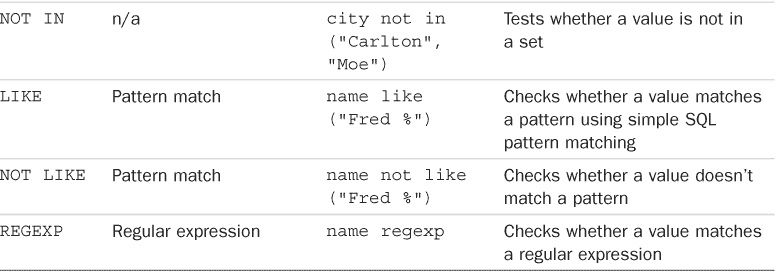 NOT IN n/a city not in Tests whether a value is not in
("Carlton", a set
"Moe")
LIKE Pattern match name like Checks whether a value matches
("Fred %") a pattern using simple SQL
pattern matching
NOT LIKE Pattern match name not like Checks whether a value doesn't
("Fred %") match a pattern
REGEXP Regular expression name regexp Checks whether a value matches
a regular expression